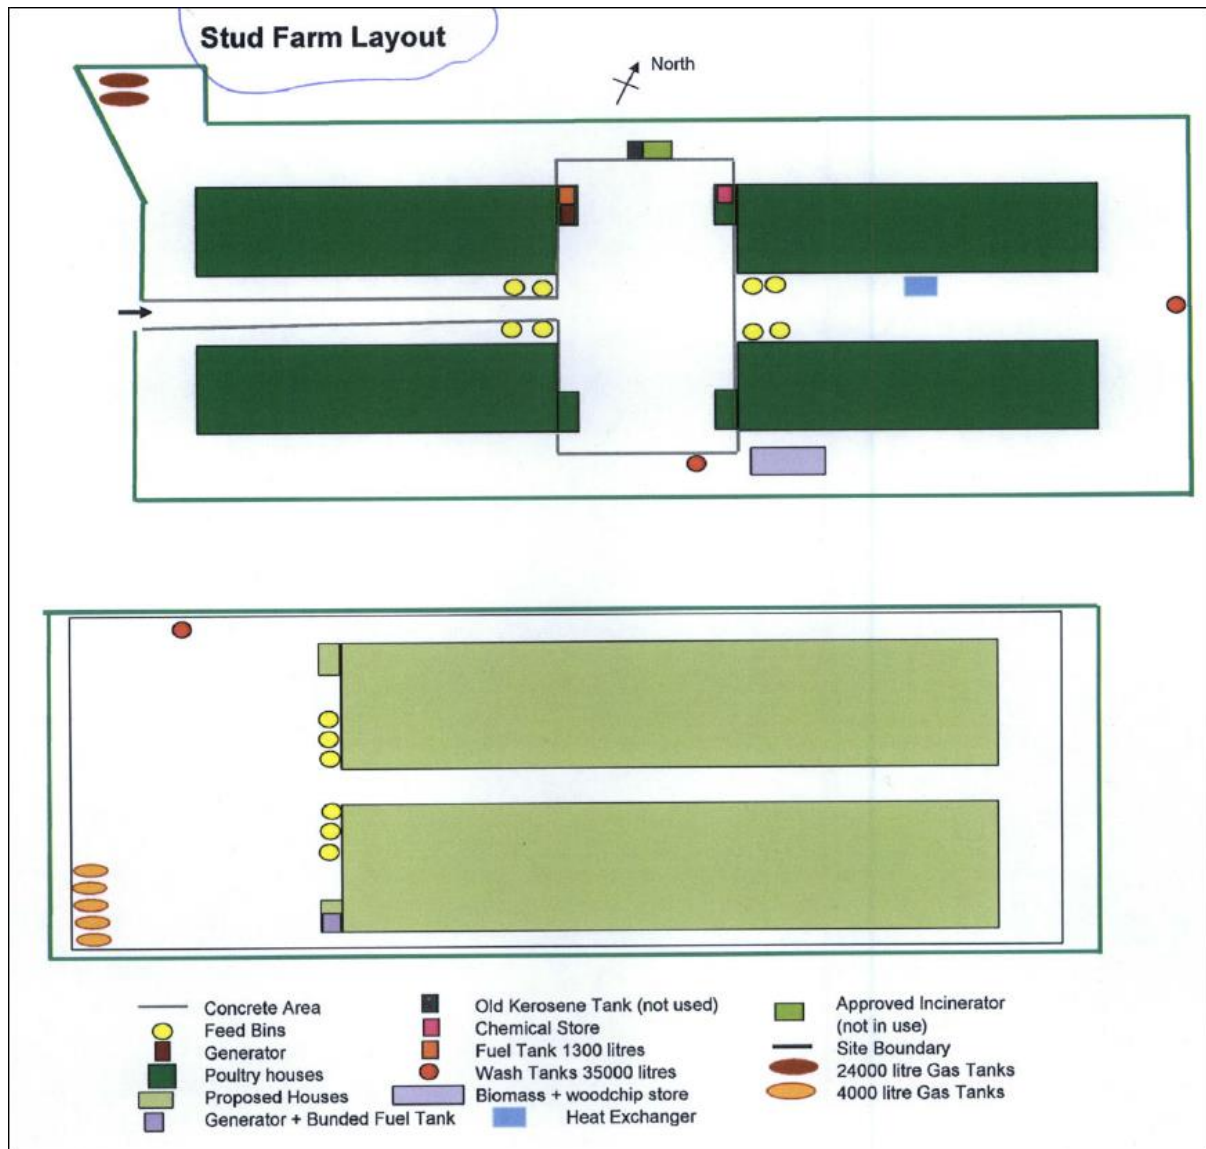 Stud Farm Layout
North
Concrete Area
Feed Bins
Generator
Poultry houses
Proposed Houses
Generator + Bunded Fuel Tank
Old Kerosene Tank (not used)
Chemical Store
Fuel Tank 1300 litres
Wash Tanks 35000 litres
Biomass + woodchip store
Heat Exchanger
Approved Incinerator
(not in use)
Site Boundary
24000 litre Gas Tanks
4000 litre Gas Tanks